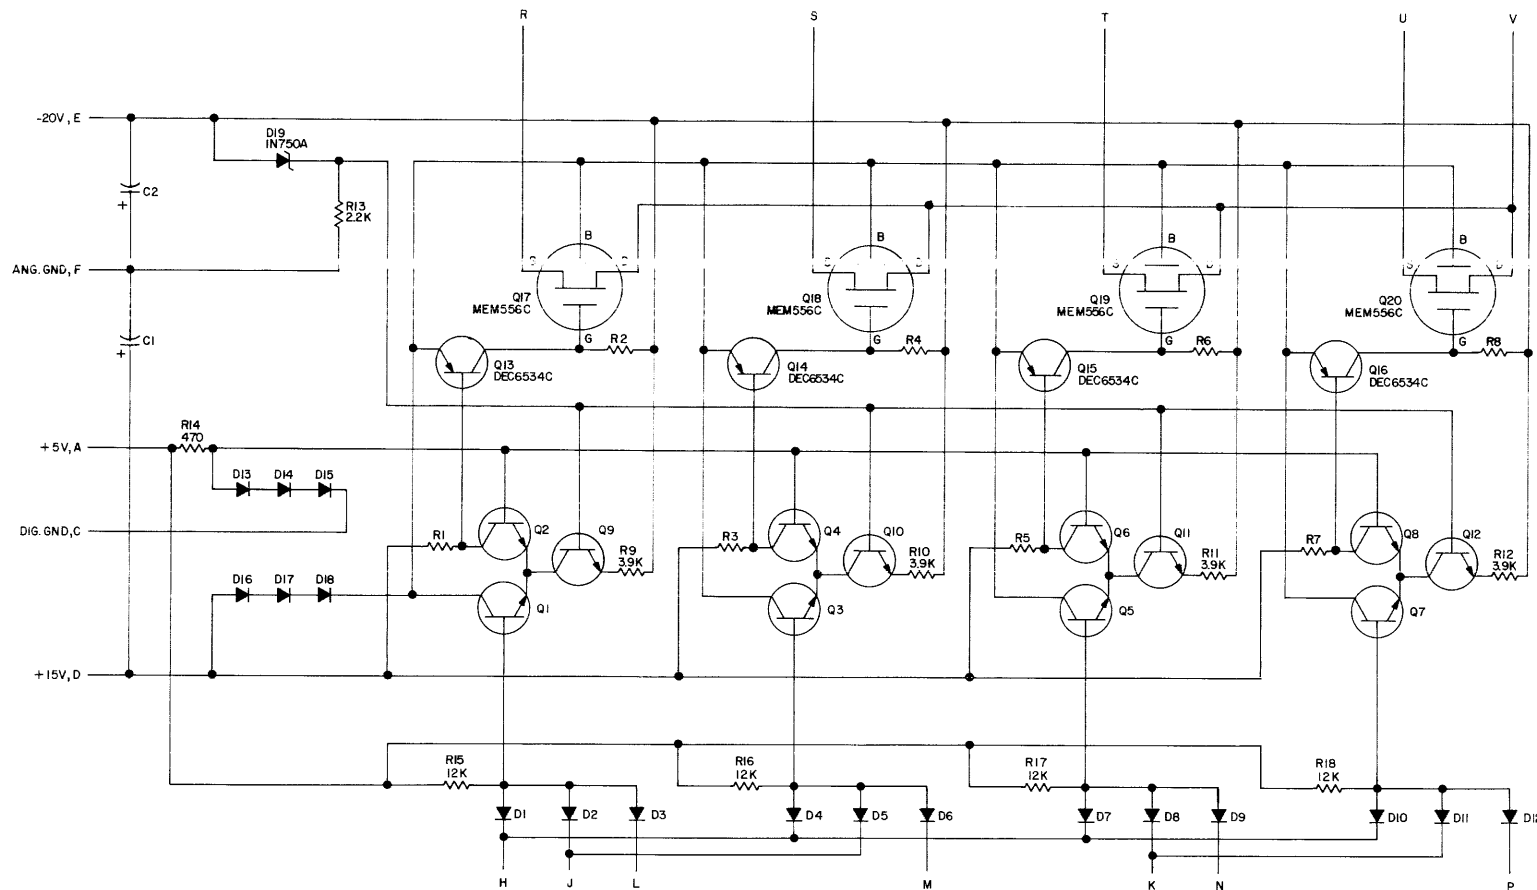 R S T U V
-20V, E
D19
IN750A
C2
+
R13
2.2K
B B B B
ANG. GND, F
S D S D S D S D
Q17
MEM556C
Q18
MEM556C
Q19
MEM556C
Q20
MEM556C
C1
+
G R2 G R4 G R6 G R8
Q13
DEC6534C
Q14
DEC6534C
Q15
DEC6534C
Q16
DEC6534C
R14
470
+5V, A
D13 D14 D15
DIG. GND, C
R1 Q2 Q9 R9
3.9K
R3 Q4 Q10 R10
3.9K
R5 Q6 Q11 R11
3.9K
R7 Q8 Q12 R12
3.9K
D16 D17 D18
Q1 Q3 Q5 Q7
+15V, D
R15
12K
R16
12K
R17
12K
R18
12K
D1 D2 D3 D4 D5 D6 D7 D8 D9 D10 D11
H J L M K N P